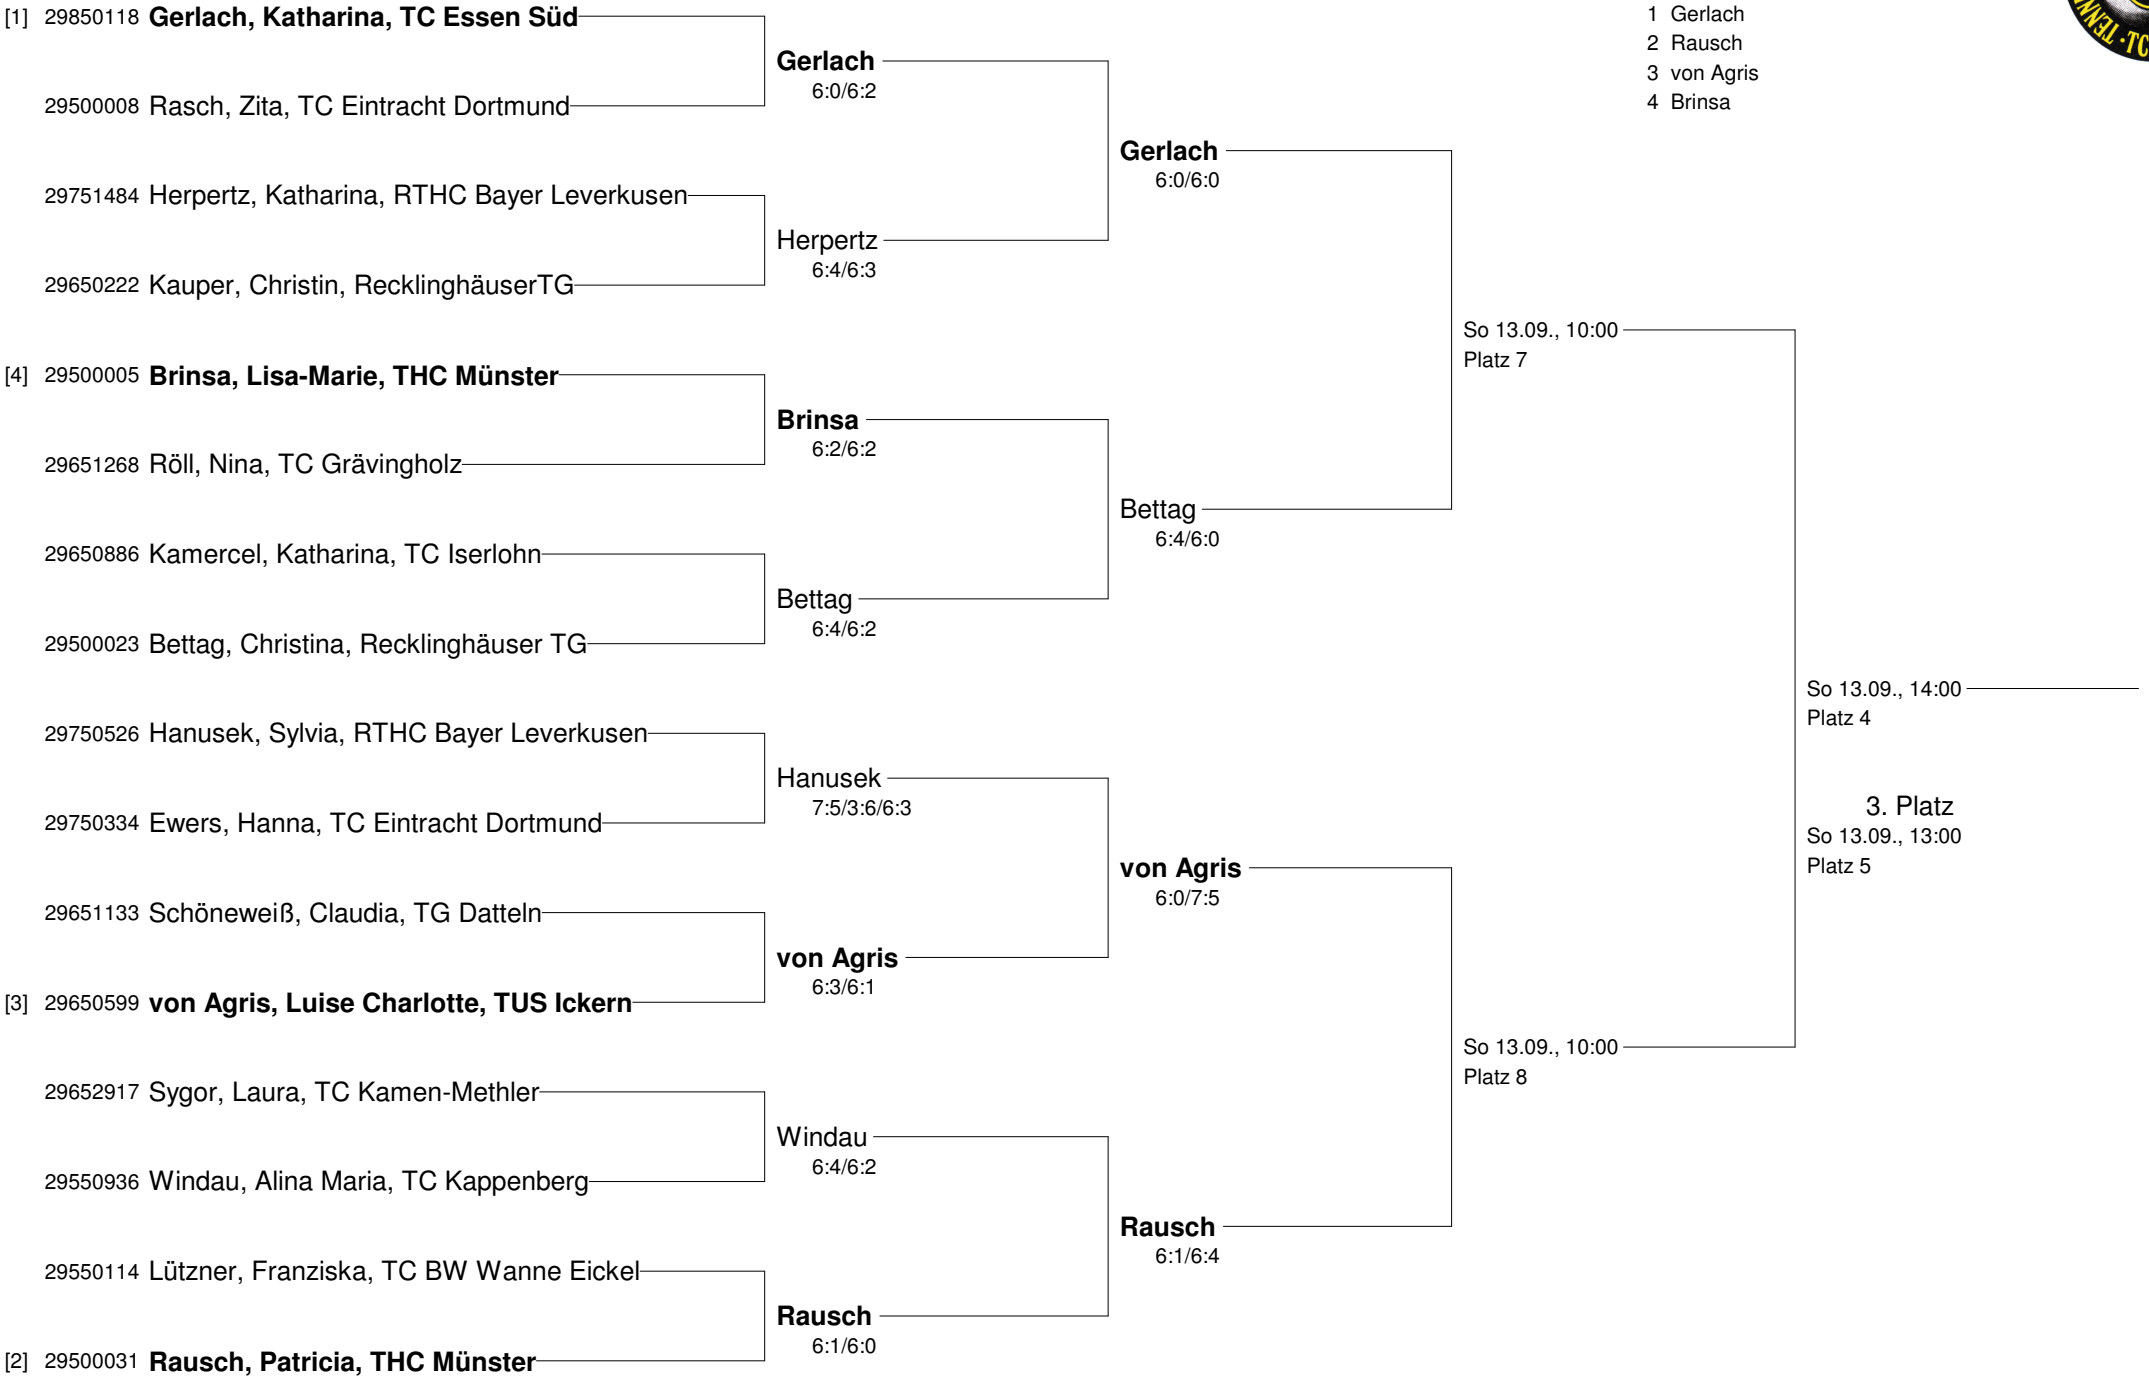 [1] 29850118 Gerlach, Katharina, TC Essen Süd
29500008 Rasch, Zita, TC Eintracht Dortmund
29751484 Herpertz, Katharina, RTHC Bayer Leverkusen
29650222 Kauper, Christin, RecklinghäuserTG
[4] 29500005 Brinsa, Lisa-Marie, THC Münster
29651268 Röll, Nina, TC Grävingholz
29650886 Kamercel, Katharina, TC Iserlohn
29500023 Bettag, Christina, Recklinghäuser TG
29750526 Hanusek, Sylvia, RTHC Bayer Leverkusen
29750334 Ewers, Hanna, TC Eintracht Dortmund
29651133 Schöneweiß, Claudia, TG Datteln
[3] 29650599 von Agris, Luise Charlotte, TUS Ickern
29652917 Sygor, Laura, TC Kamen-Methler
29550936 Windau, Alina Maria, TC Kappenberg
29550114 Lützner, Franziska, TC BW Wanne Eickel
[2] 29500031 Rausch, Patricia, THC Münster
Gerlach
6:0/6:2
Herpertz
6:4/6:3
Brinsa
6:2/6:2
Bettag
6:4/6:2
Hanusek
7:5/3:6/6:3
von Agris
6:3/6:1
Windau
6:4/6:2
Rausch
6:1/6:0
Gerlach
6:0/6:0
Bettag
6:4/6:0
von Agris
6:0/7:5
Rausch
6:1/6:4
So 13.09., 10:00
Platz 7
So 13.09., 10:00
Platz 8
So 13.09., 14:00
Platz 4
3. Platz
So 13.09., 13:00
Platz 5
1 Gerlach
2 Rausch
3 von Agris
4 Brinsa